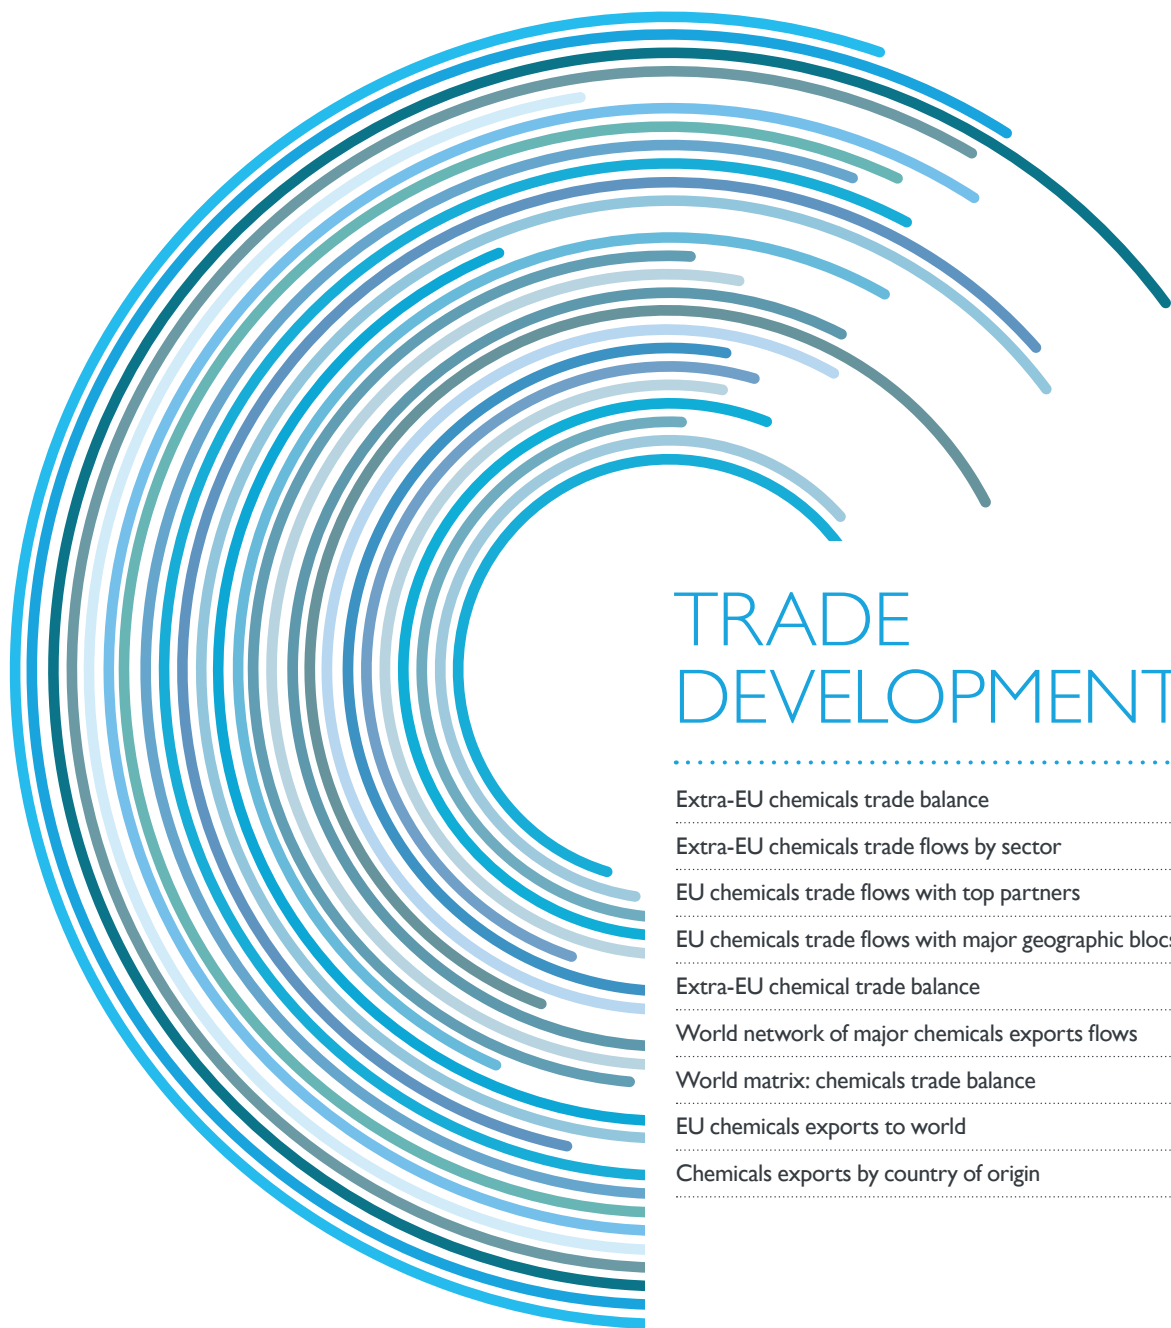 TRADE
DEVELOPMENT
Extra-EU chemicals trade balance
Extra-EU chemicals trade flows by sector
EU chemicals trade flows with top partners
EU chemicals trade flows with major geographic blocs
Extra-EU chemical trade balance
World network of major chemicals exports flows
World matrix: chemicals trade balance
EU chemicals exports to world
Chemicals exports by country of origin